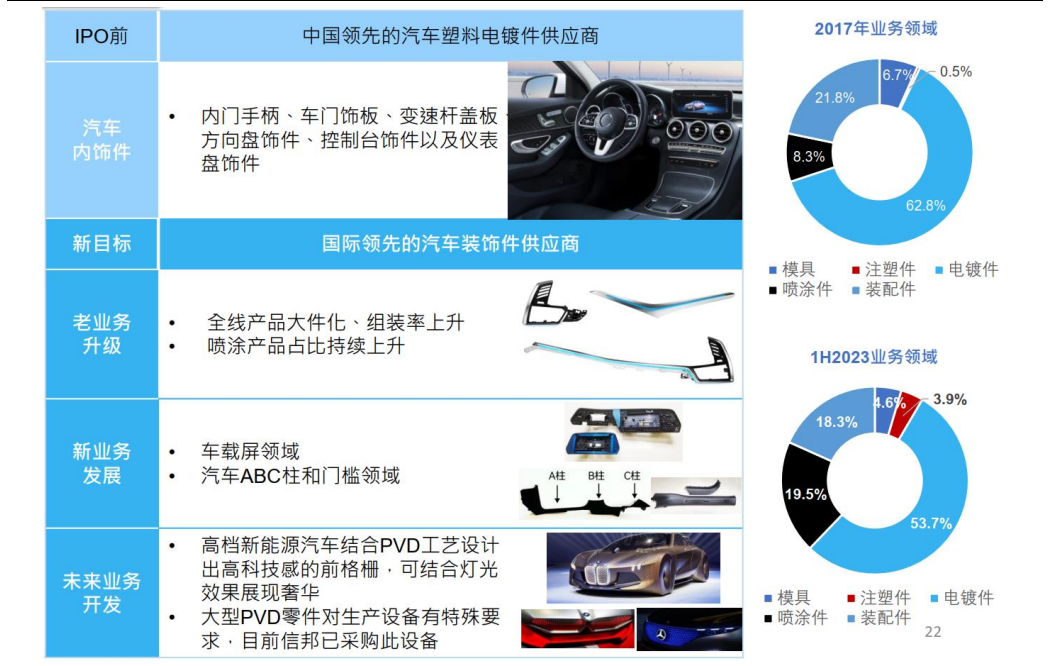 IPO前
中国领先的汽车塑料电镀件供应商
汽车
内饰件
• 内门手柄、车门饰板、变速杆盖板、
方向盘饰件、控制台饰件以及仪表
盘饰件
新目标
国际领先的汽车装饰件供应商
老业务
升级
• 全线产品大件化、组装率上升
• 喷涂产品占比持续上升
新业务
发展
• 车载屏领域
• 汽车ABC柱和门槛领域
A柱 B柱 C柱
未来业务
开发
• 高档新能源汽车结合PVD工艺设计
出高科技感的前格栅，可结合灯光
效果展现奢华
• 大型PVD零件对生产设备有特殊要
求，目前信邦已采购此设备
2017年业务领域
6.7%
0.5%
21.8%
8.3%
62.8%
模具 注塑件 电镀件
喷涂件 装配件
1H2023业务领域
4.6%
3.9%
18.3%
19.5%
53.7%
模具 注塑件 电镀件
喷涂件 装配件
22